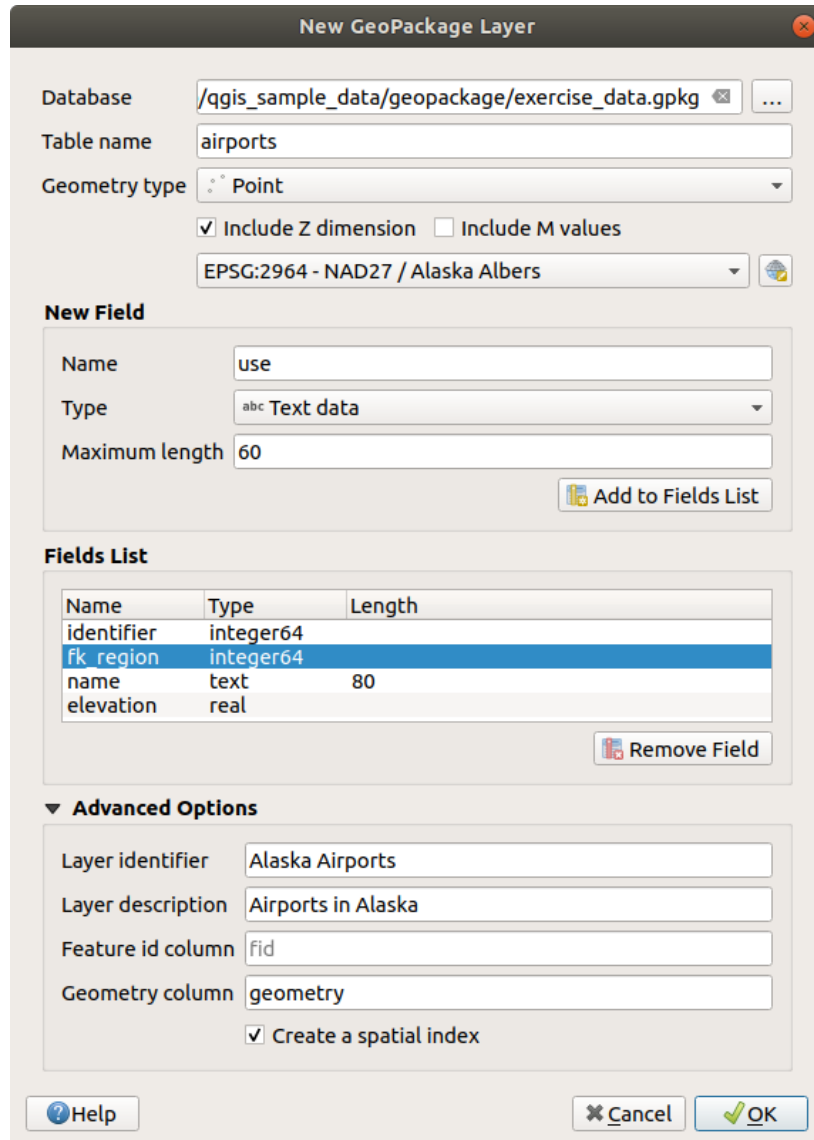 New GeoPackage Layer
Database /qgis_sample_data/geopackage/exercise_data.gpkg ...
Table name airports
Geometry type Point
Include Z dimension Include M values
EPSG:2964 - NAD27 / Alaska Albers
New Field
Name use
Type abc Text data
Maximum length 60
Add to Fields List
Fields List
Name Type Length
identifier integer64
fk_region integer64
name text 80
elevation real
Remove Field
Advanced Options
Layer identifier Alaska Airports
Layer description Airports in Alaska
Feature id column fid
Geometry column geometry
Create a spatial index
?Help Cancel OK